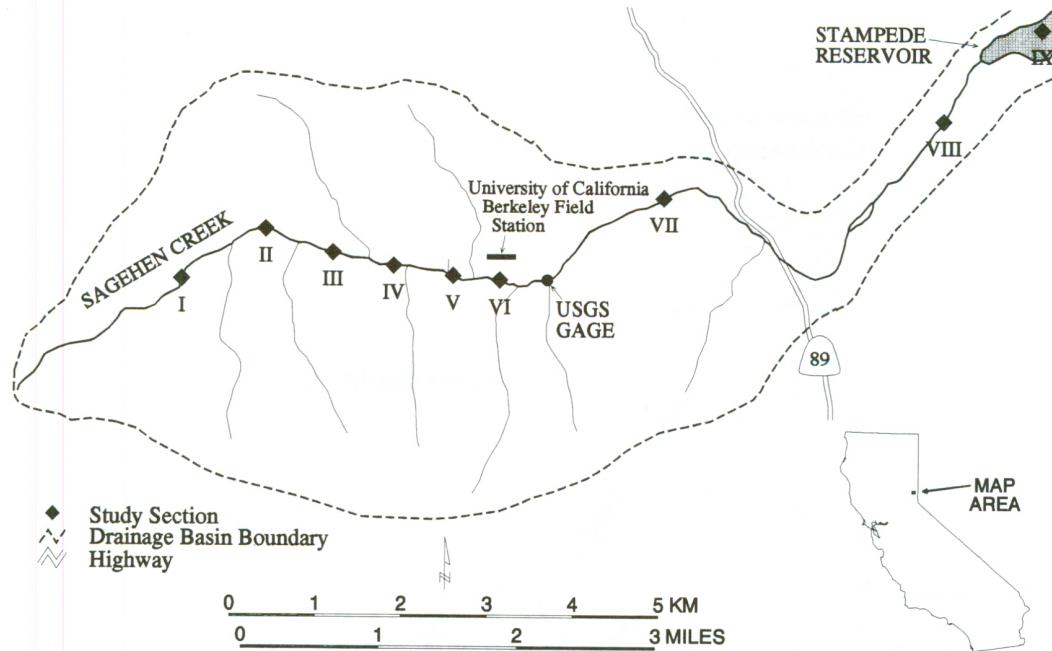 STAMPEDE
RESERVOIR
IX
VIII
University of California
Berkeley Field
Station
VII
SAGEHEN CREEK
II
III
I
IV
V
VI
USGS
GAGE
89
MAP
AREA
Study Section
Drainage Basin Boundary
Highway
0 1 2 3 4 5 KM
0 1 2 3 MILES